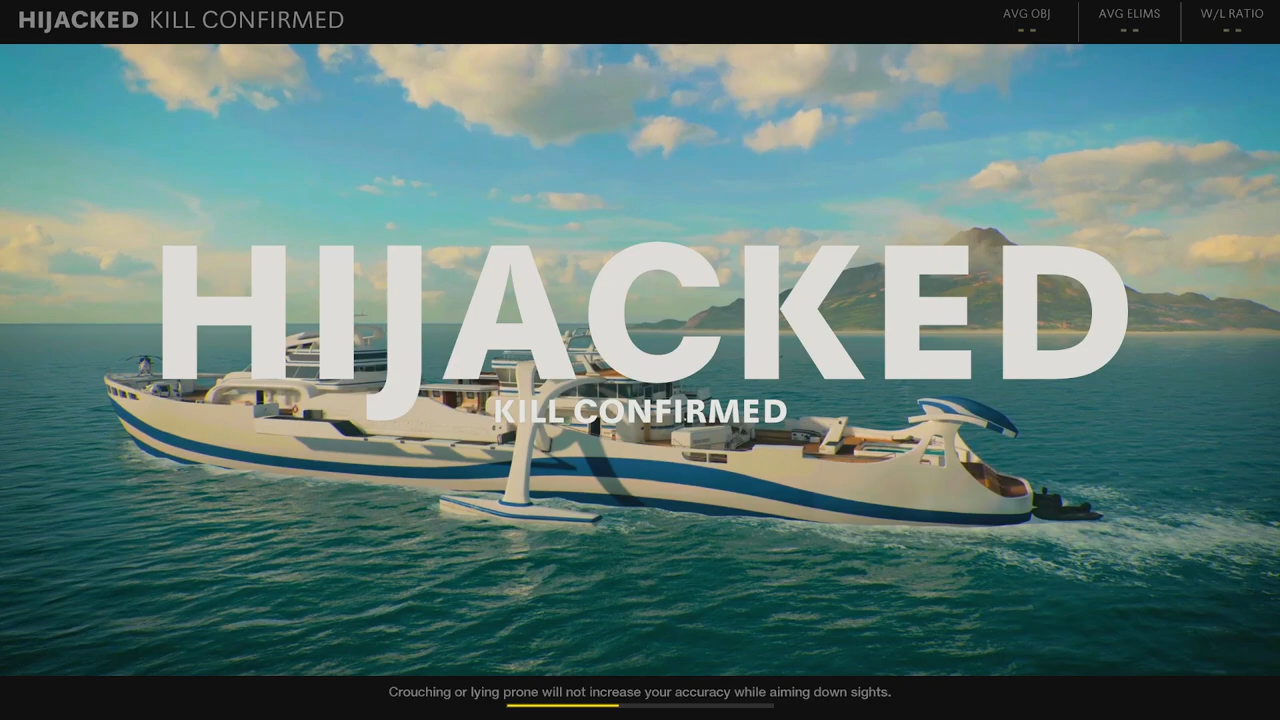 HIJACKED KILL CONFIRMED
AVG OBJ
--
AVG ELIMS
--
W/L RATIO
--
HIJACKED
KILL CONFIRMED
Crouching or lying prone will not increase your accuracy while aiming down sights.